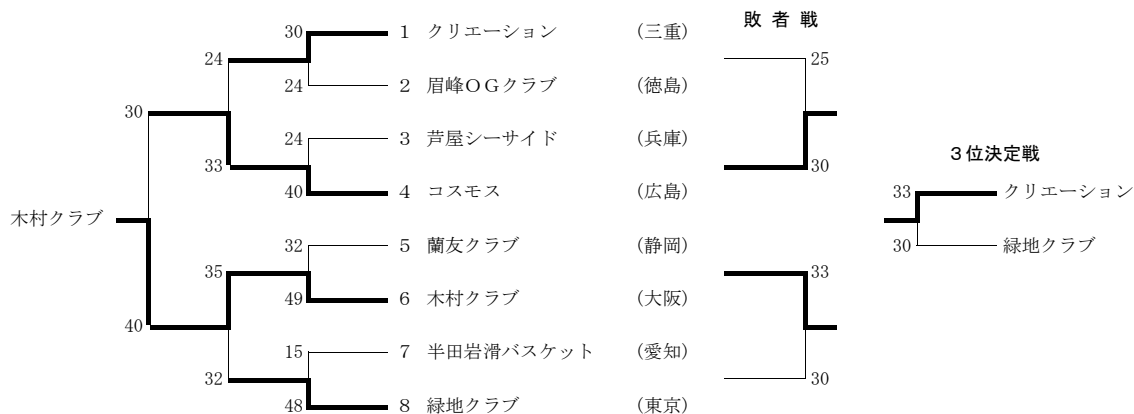 敗 者 戦
30 1 クリエーション (三重)
24 25
24 2 眉峰OGクラブ (徳島)
30
24 3 芦屋シーサイド (兵庫)
3位決定戦
33 30
40 4 コスモス (広島) 33 クリエーション
木村クラブ
32 5 蘭友クラブ (静岡) 30 緑地クラブ
35 33
49 6 木村クラブ (大阪)
40
15 7 半田岩滑バスケット (愛知)
32 30
48 8 緑地クラブ (東京)